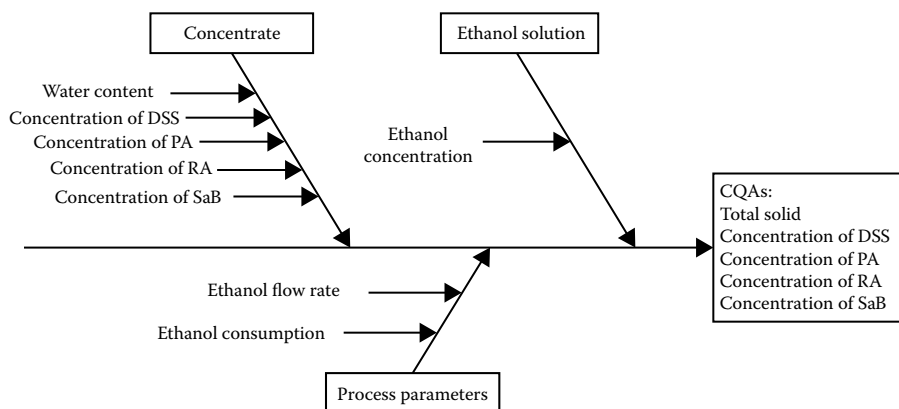 Concentrate
Ethanol solution
Water content
Concentration of DSS
Concentration of PA
Concentration of RA
Concentration of SaB
Ethanol
concentration
CQAs:
Total solid
Concentration of DSS
Concentration of PA
Concentration of RA
Concentration of SaB
Ethanol flow rate
Ethanol consumption
Process parameters